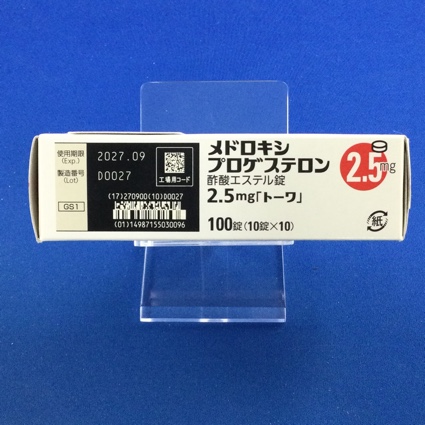 使用期限
(Exp.)
2027.09
製造番号
(Lot)
D0027
工場用コード
GS1
(17)270900(10)D0027
(01)14987155030096
メドロキシ
プロゲステロン
酢酸エステル錠
2.5mg「トーワ」
100錠(10錠×10)
2.5mg
紙